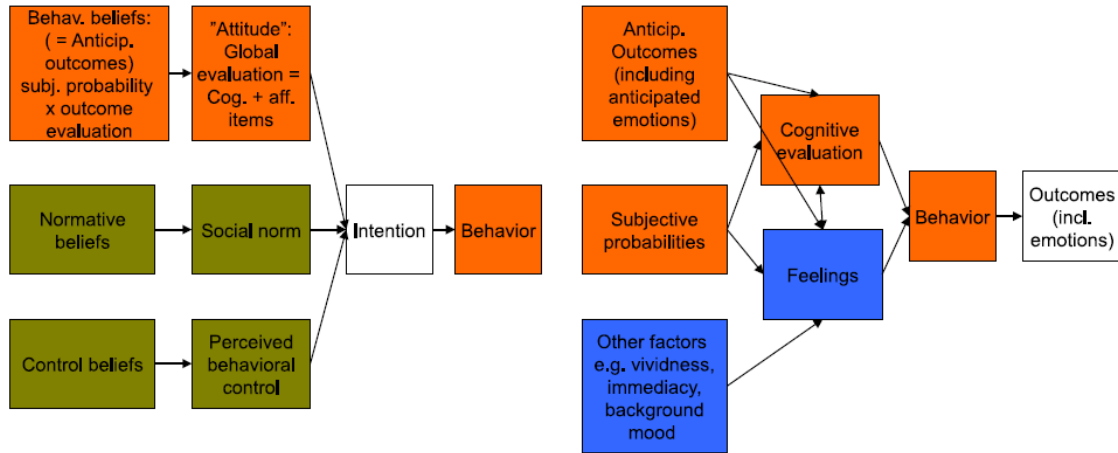 Behav. beliefs:
( = Anticip.
outcomes)
subj. probability
x outcome
evaluation
"Attitude":
Global
evaluation =
Cog. + aff.
items
Normative
beliefs
Social norm
Intention
Behavior
Control beliefs
Perceived
behavioral
control
Anticip.
Outcomes
(including
anticipated
emotions)
Cognitive
evaluation
Subjective
probabilities
Feelings
Behavior
Outcomes
(incl.
emotions)
Other factors
e.g. vividness,
immediacy,
background
mood